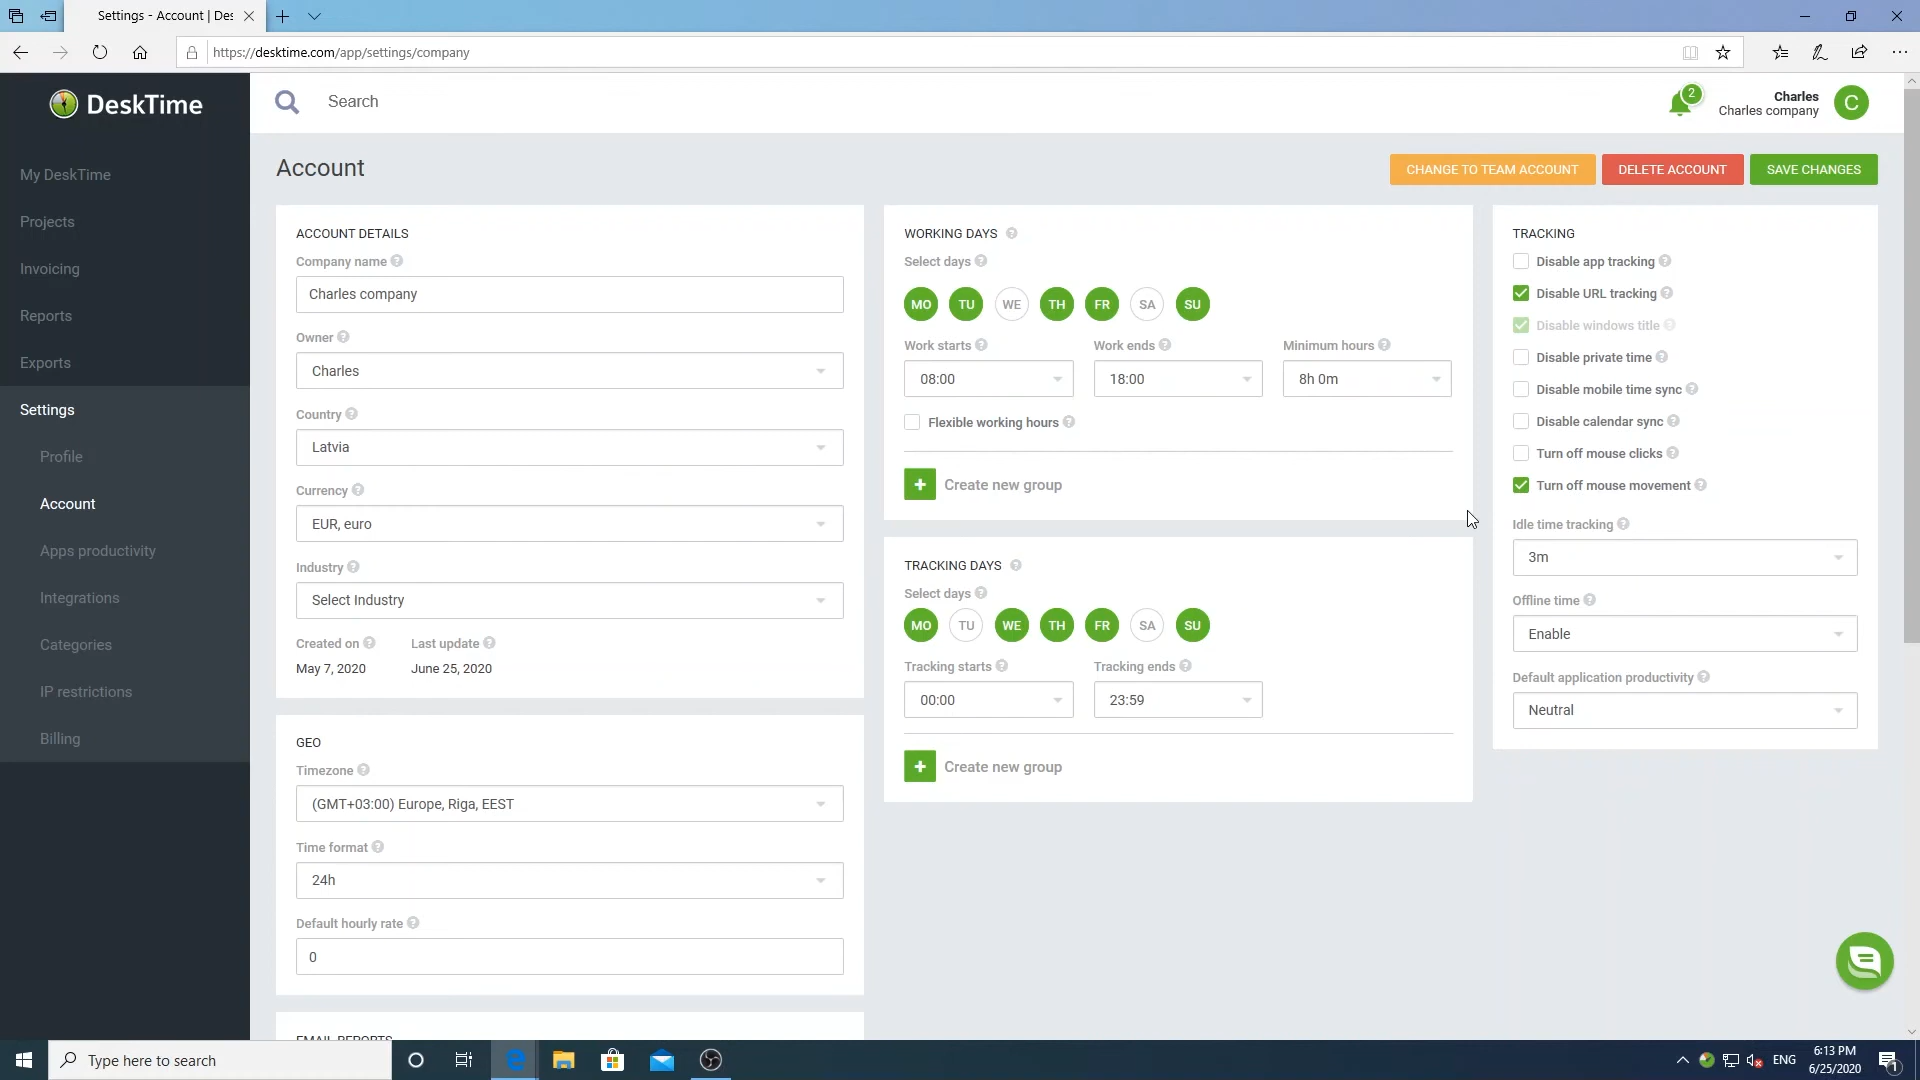 Settings - Account | Des
https://desktime.com/app/settings/company
DeskTime
Search
2
Charles
Charles company
C
My DeskTime
Projects
Invoicing
Reports
Exports
Settings
Profile
Account
Apps productivity
Integrations
Categories
IP restrictions
Billing
Account
CHANGE TO TEAM ACCOUNT
DELETE ACCOUNT
SAVE CHANGES
ACCOUNT DETAILS
Company name ?
Charles company
Owner ?
Charles
Country ?
Latvia
Currency ?
EUR, euro
Industry ?
Select Industry
Created on ? Last update ?
May 7, 2020 June 25, 2020
GEO
Timezone ?
(GMT+03:00) Europe, Riga, EEST
Time format ?
24h
Default hourly rate ?
0
EMAIL REPORTS
WORKING DAYS ?
Select days ?
MO TU WE TH FR SA SU
Work starts ? Work ends ? Minimum hours ?
08:00 18:00 8h 0m
Flexible working hours ?
+ Create new group
TRACKING DAYS ?
Select days ?
MO TU WE TH FR SA SU
Tracking starts ? Tracking ends ?
00:00 23:59
+ Create new group
TRACKING
Disable app tracking ?
Disable URL tracking ?
Disable windows title ?
Disable private time ?
Disable mobile time sync ?
Disable calendar sync ?
Turn off mouse clicks ?
Turn off mouse movement ?
Idle time tracking ?
3m
Offline time ?
Enable
Default application productivity ?
Neutral
Type here to search
ENG
6:13 PM
6/25/2020
1